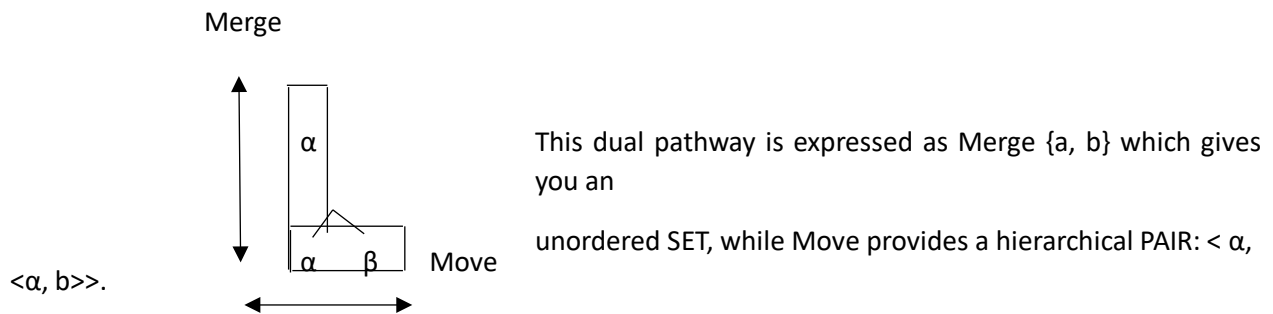 Merge
α
This dual pathway is expressed as Merge {a, b} which gives
you an
unordered SET, while Move provides a hierarchical PAIR: < α,
α β Move
<α, b>>.